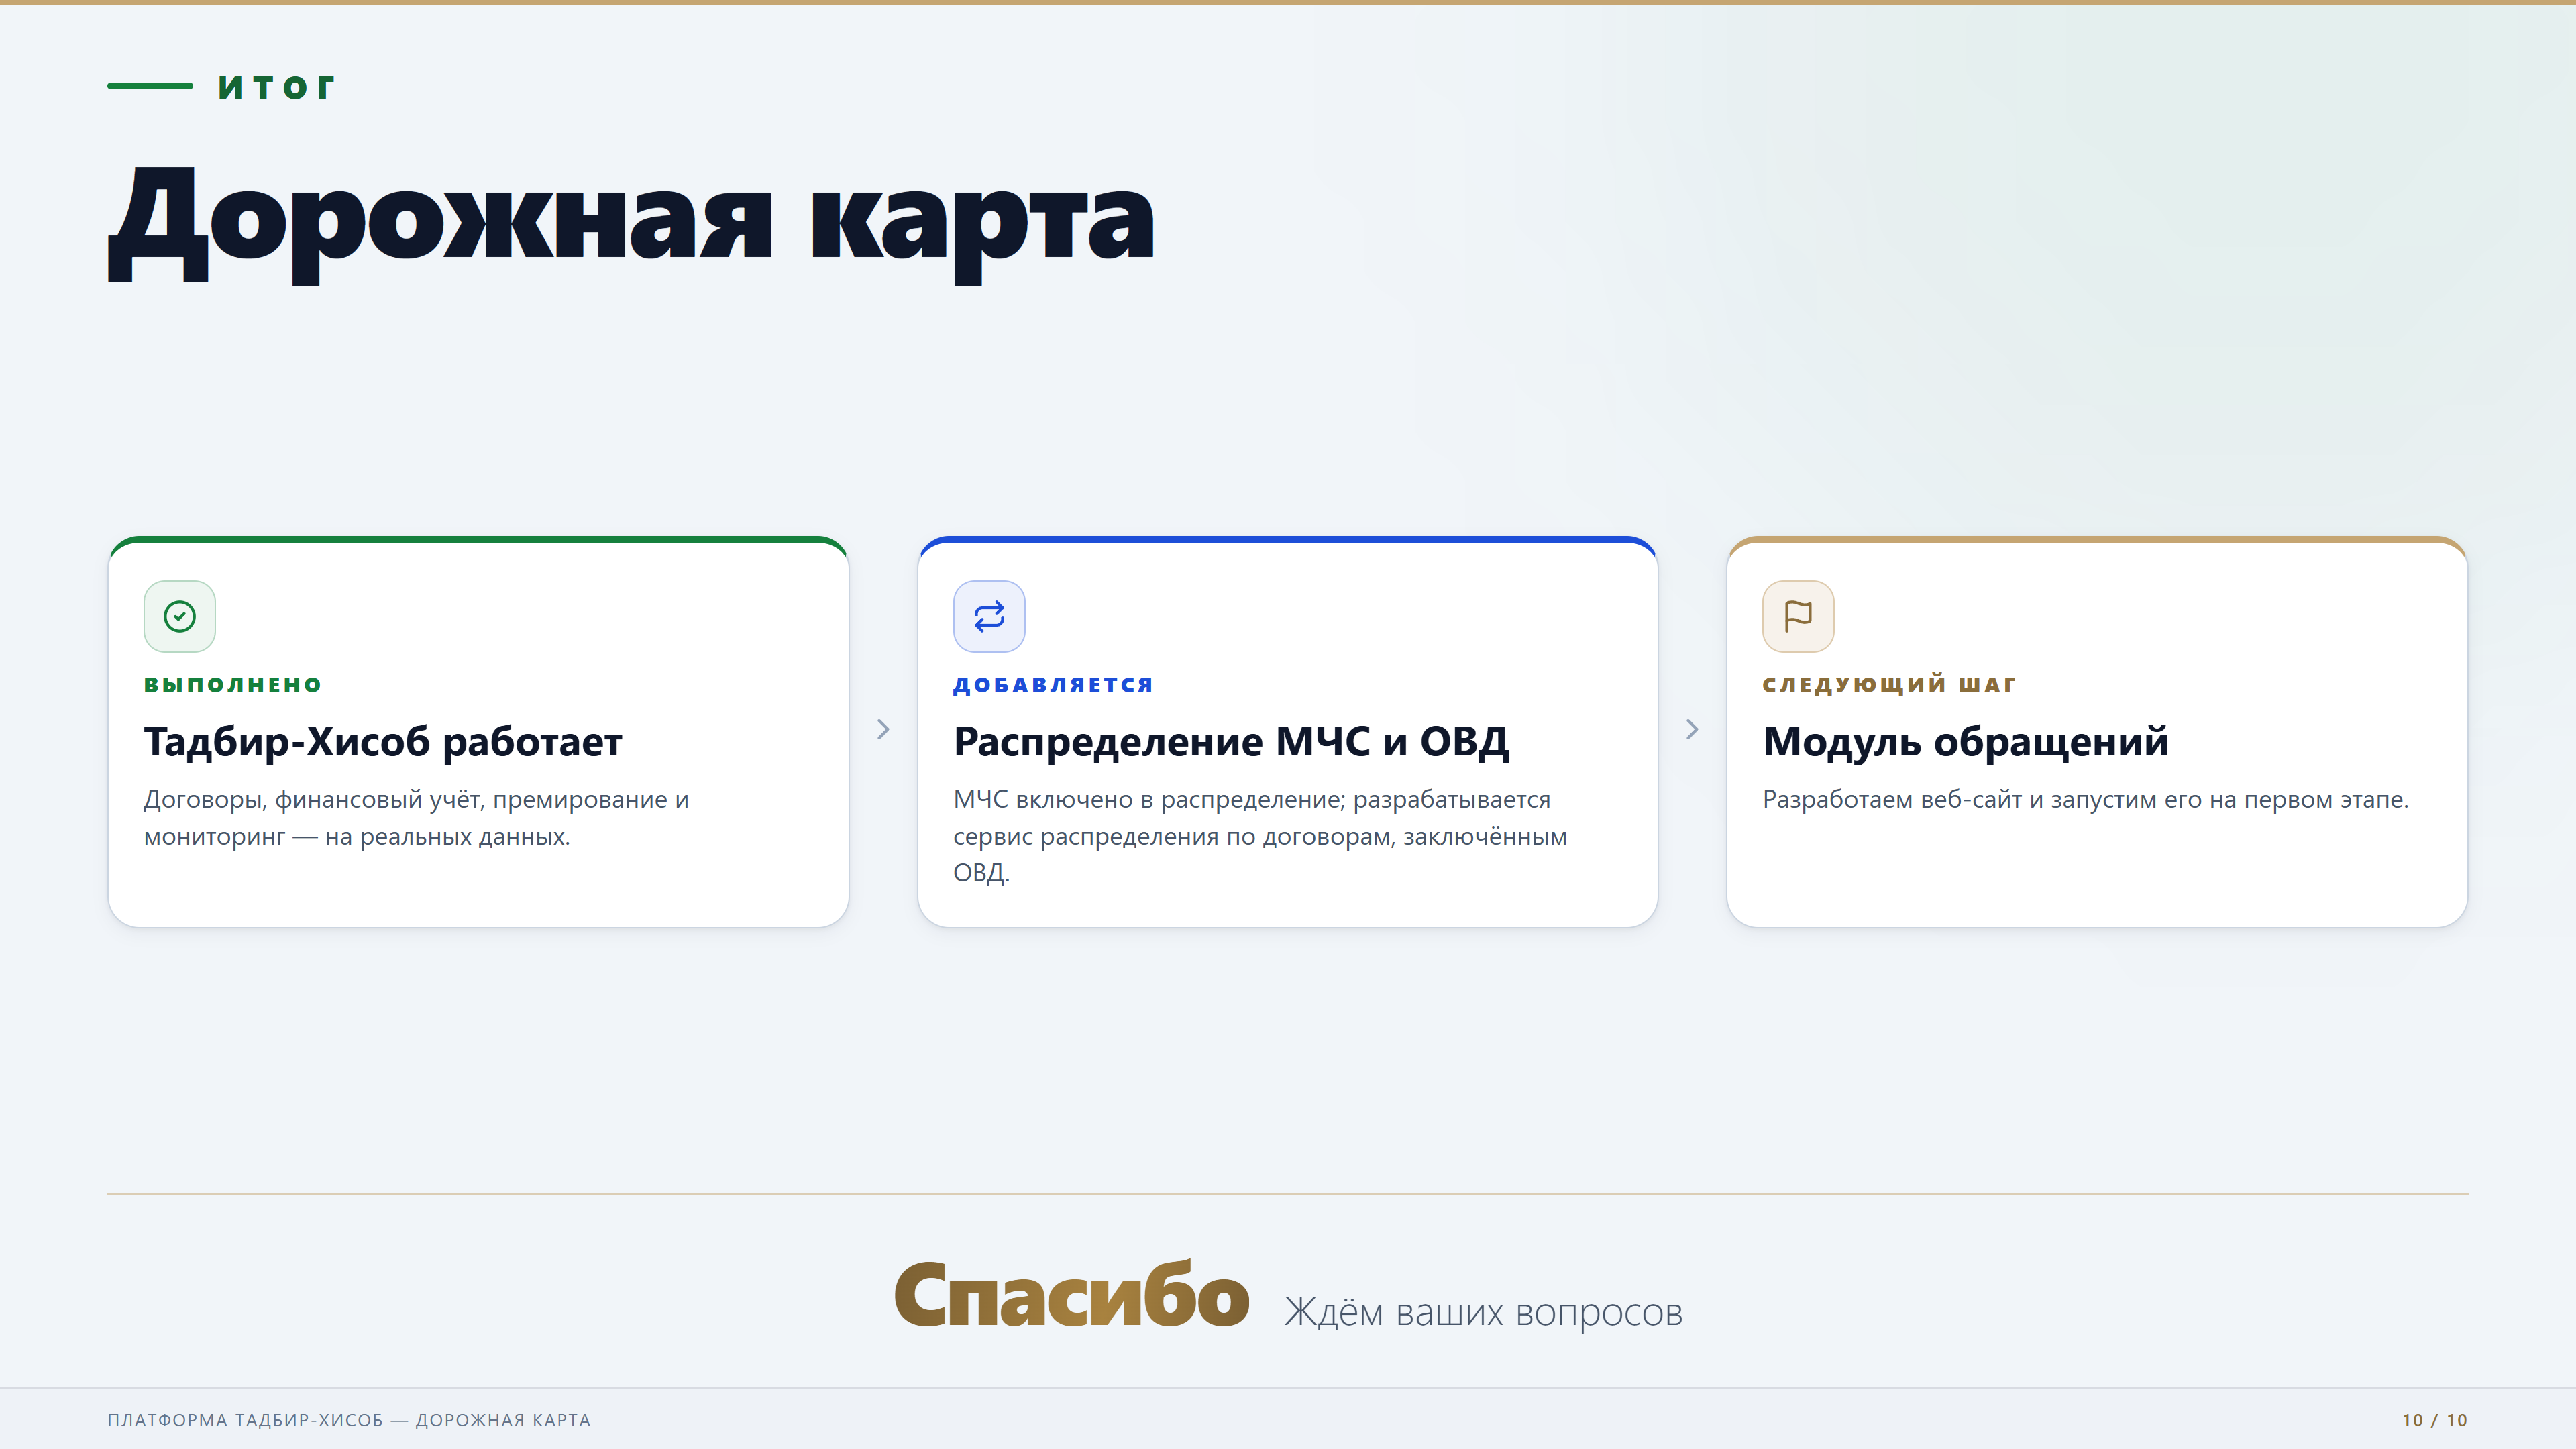 ИТОГ
Дорожная карта
ВЫПОЛНЕНО
Тадбир-Хисоб работает
Договоры, финансовый учёт, премирование и
мониторинг — на реальных данных.
ДОБАВЛЯЕТСЯ
Распределение МЧС и ОВД
МЧС включено в распределение; разрабатывается
сервис распределения по договорам, заключённым
ОВД.
СЛЕДУЮЩИЙ ШАГ
Модуль обращений
Разработаем веб-сайт и запустим его на первом этапе.
Спасибо Ждём ваших вопросов
ПЛАТФОРМА ТАДБИР-ХИСОБ — ДОРОЖНАЯ КАРТА
10 / 10